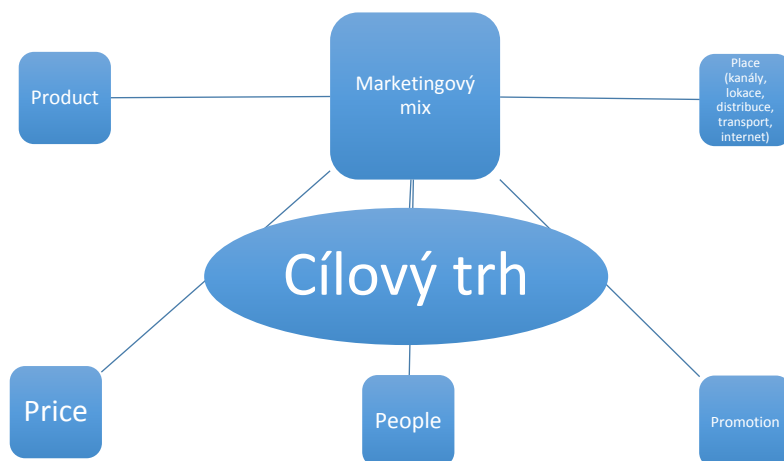 Product
Marketingový
mix
Place
(kanály,
lokace,
distribuce,
transport,
internet)
Cílový trh
Price
People
Promotion